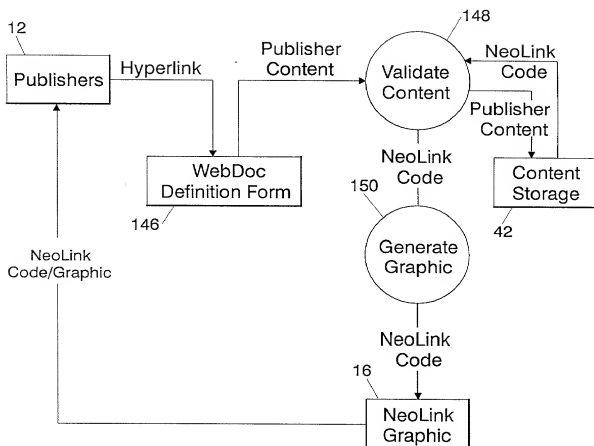 12
Publishers
Hyperlink
Publisher
Content
148
Validate
Content
NeoLink
Code
Publisher
Content
WebDoc
Definition Form
146
NeoLink
Code
Content
Storage
42
150
Generate
Graphic
NeoLink
Code/Graphic
NeoLink
Code
16
NeoLink
Graphic